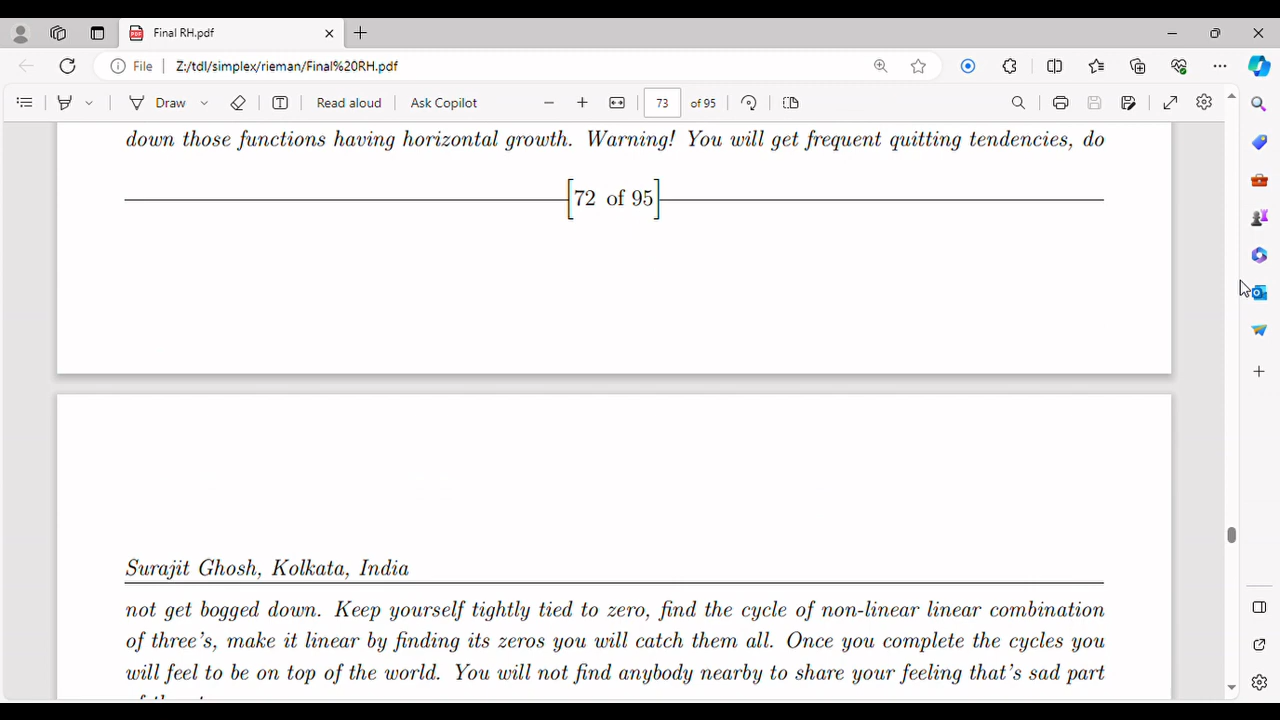 Final RH.pdf
File Z:/tdl/simplex/rieman/Final%20RH.pdf
Draw Read aloud Ask Copilot 73 of 95
down those functions having horizontal growth. Warning! You will get frequent quitting tendencies, do
72 of 95
Surajit Ghosh, Kolkata, India
not get bogged down. Keep yourself tightly tied to zero, find the cycle of non-linear linear combination
of three's, make it linear by finding its zeros you will catch them all. Once you complete the cycles you
will feel to be on top of the world. You will not find anybody nearby to share your feeling that's sad part